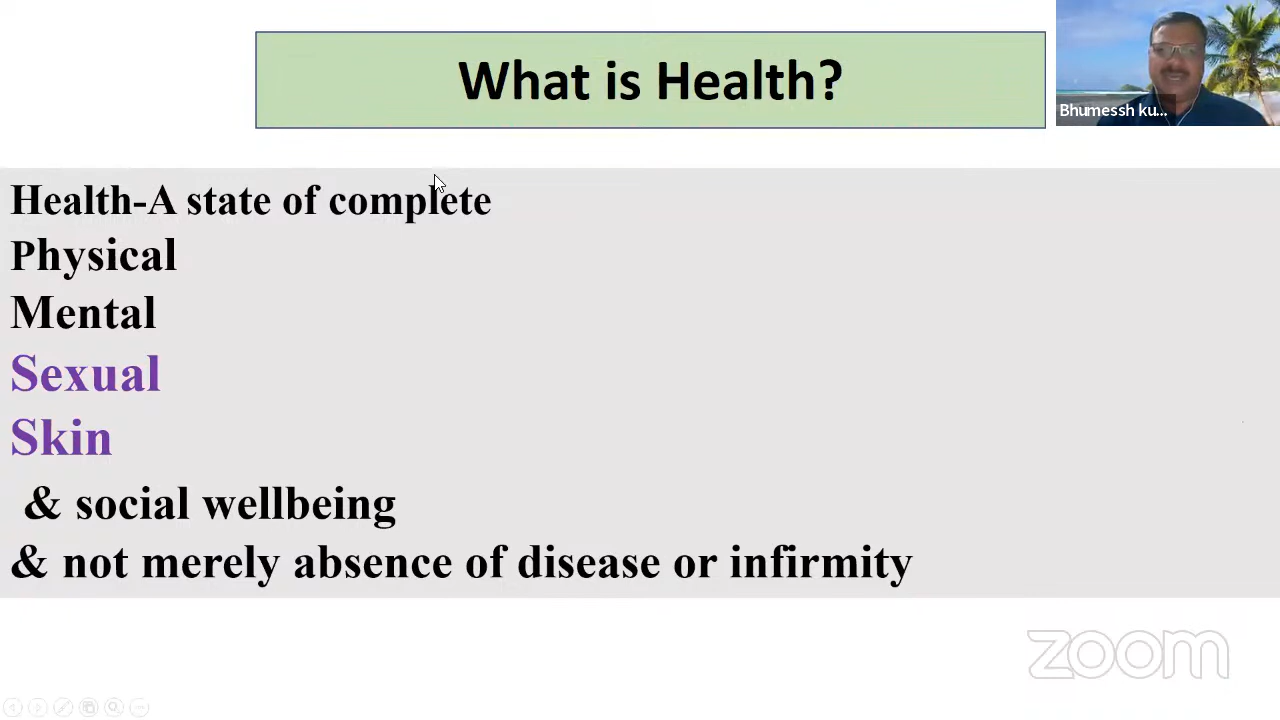 What is Health?
Bhumessh ku...
Health-A state of complete
Physical
Mental
Sexual
Skin
& social wellbeing
& not merely absence of disease or infirmity
zoom